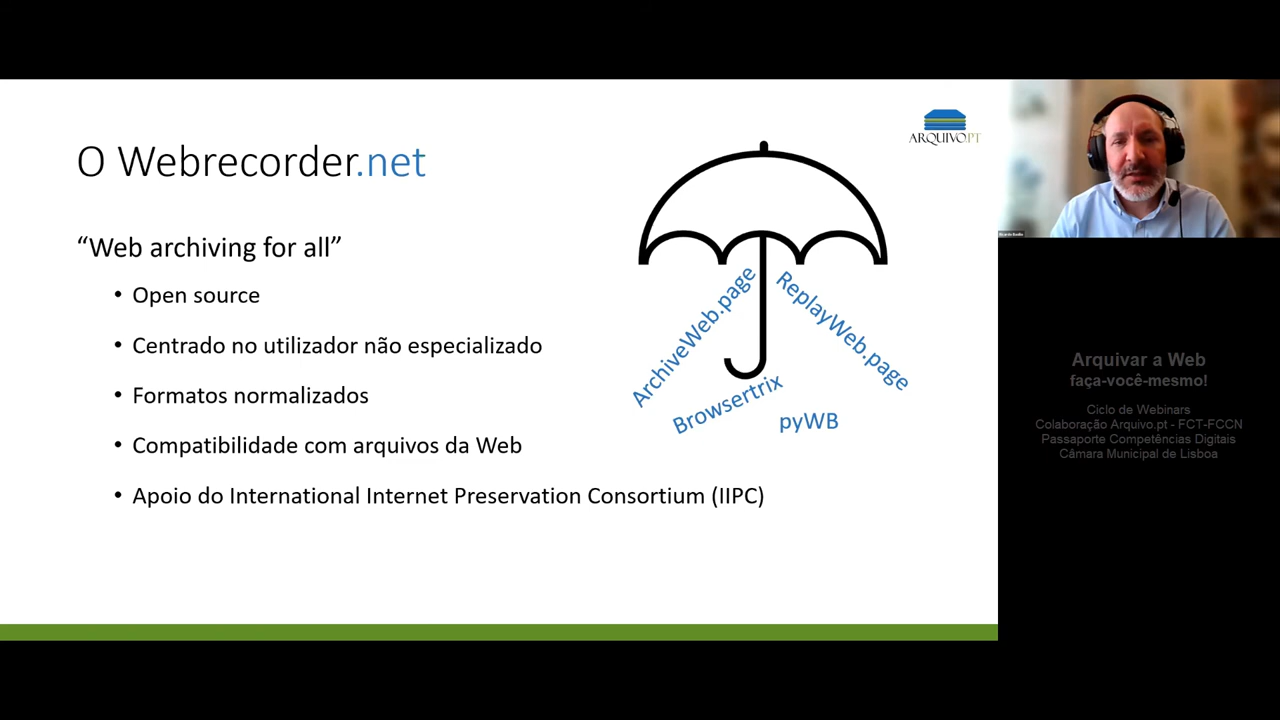 O Webrecorder.net
“Web archiving for all”
• Open source
• Centrado no utilizador não especializado
• Formatos normalizados
• Compatibilidade com arquivos da Web
• Apoio do International Internet Preservation Consortium (IIPC)
ArchiveWeb.page
ReplayWeb.page
Browsertrix
pyWB
ARQUIVO.PT
Arquivar a Web
faça-você-mesmo!
Ciclo de Webinars
Colaboração Arquivo.pt - FCT-FCCN
Passaporte Competências Digitais
Câmara Municipal de Lisboa